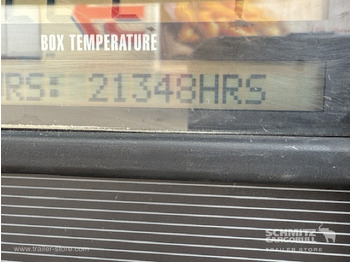 BOX TEMPERATURE
RS: 21348HRS
SCHMITZ
CARGOBULL
TRAILER STORE
www.trailer-store.com